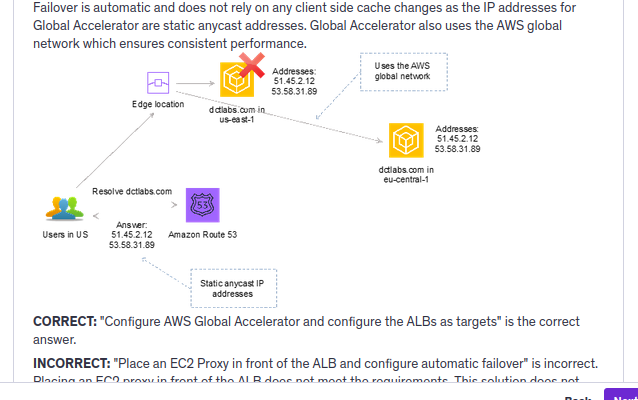 Failover is automatic and does not rely on any client side cache changes as the IP addresses for
Global Accelerator are static anycast addresses. Global Accelerator also uses the AWS global
network which ensures consistent performance.
Uses the AWS
global network
Addresses:
51.45.2.12
53.58.31.89
Edge location
dctlabs.com in
us-east-1
Addresses:
51.45.2.12
53.58.31.89
dctlabs.com in
eu-central-1
Resolve dctlabs.com
53
Users in US
Answer:
51.45.2.12
53.58.31.89
Amazon Route 53
Static anycast IP
addresses
CORRECT: "Configure AWS Global Accelerator and configure the ALBs as targets" is the correct
answer.
INCORRECT: "Place an EC2 Proxy in front of the ALB and configure automatic failover" is incorrect.
Placing an EC2 proxy in front of the ALB does not meet the requirements. This solution does not